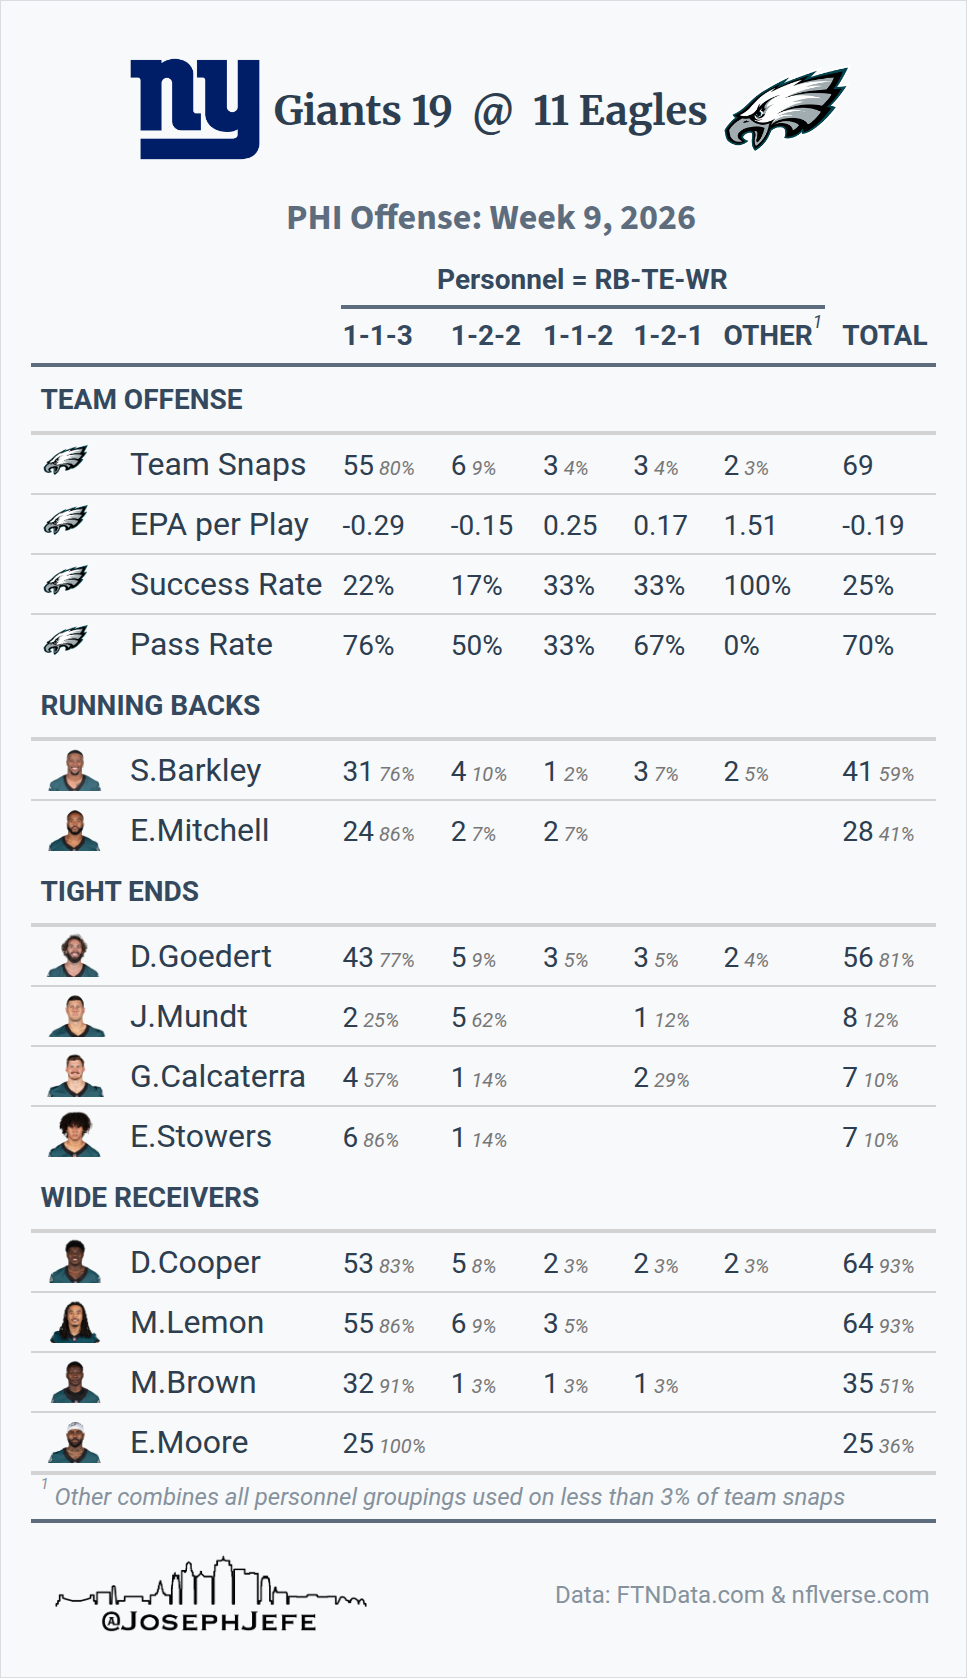 ny Giants 19 @ 11 Eagles
PHI Offense: Week 9, 2026
Personnel = RB-TE-WR
1-1-3 1-2-2 1-1-2 1-2-1 OTHER1 TOTAL
TEAM OFFENSE
Team Snaps 55 80% 6 9% 3 4% 3 4% 2 3% 69
EPA per Play -0.29 -0.15 0.25 0.17 1.51 -0.19
Success Rate 22% 17% 33% 33% 100% 25%
Pass Rate 76% 50% 33% 67% 0% 70%
RUNNING BACKS
S.Barkley 31 76% 4 10% 1 2% 3 7% 2 5% 41 59%
E.Mitchell 24 86% 2 7% 2 7% 28 41%
TIGHT ENDS
D.Goedert 43 77% 5 9% 3 5% 3 5% 2 4% 56 81%
J.Mundt 2 25% 5 62% 1 12% 8 12%
G.Calcaterra 4 57% 1 14% 2 29% 7 10%
E.Stowers 6 86% 1 14% 7 10%
WIDE RECEIVERS
D.Cooper 53 83% 5 8% 2 3% 2 3% 2 3% 64 93%
M.Lemon 55 86% 6 9% 3 5% 64 93%
M.Brown 32 91% 1 3% 1 3% 1 3% 35 51%
E.Moore 25 100% 25 36%
1 Other combines all personnel groupings used on less than 3% of team snaps
@JOSEPHJEFE
Data: FTNData.com & nflverse.com